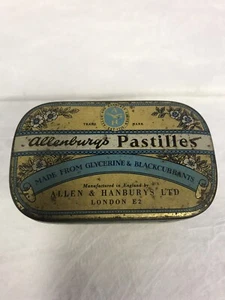 TRADE MARK
Allenburys Pastilles
MADE FROM GLYCERINE & BLACKCURRANTS
Manufactured in England by
ALLEN & HANBURYS LTD
LONDON E2